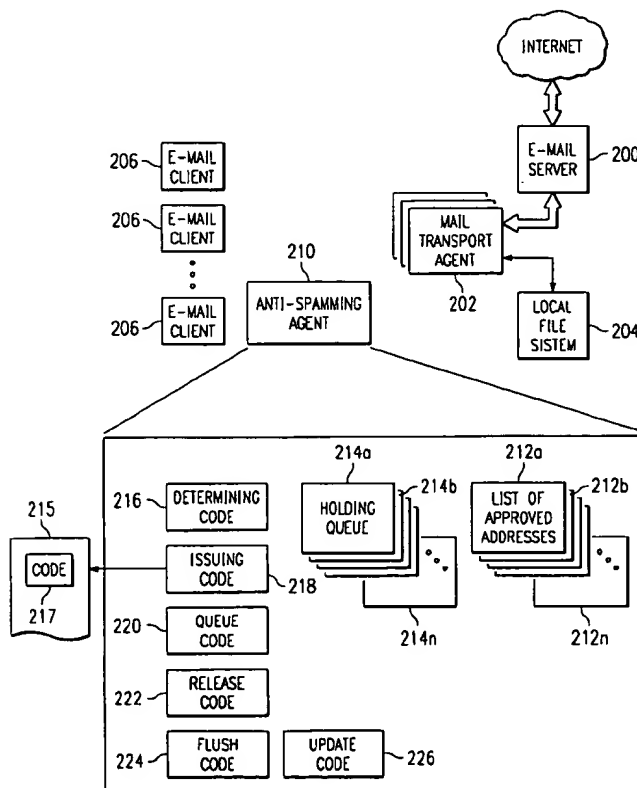 INTERNET
E-MAIL
SERVER
200
206
E-MAIL
CLIENT
206
E-MAIL
CLIENT
206
E-MAIL
CLIENT
210
ANTI-SPAMMING
AGENT
MAIL
TRANSPORT
AGENT
202
LOCAL
FILE
SISTEM
204
215
CODE
217
216
DETERMINING
CODE
ISSUING
CODE
218
220
QUEUE
CODE
222
RELEASE
CODE
224
FLUSH
CODE
UPDATE
CODE
226
214a
HOLDING
QUEUE
214b
214n
212a
LIST OF
APPROVED
ADDRESSES
212b
212n